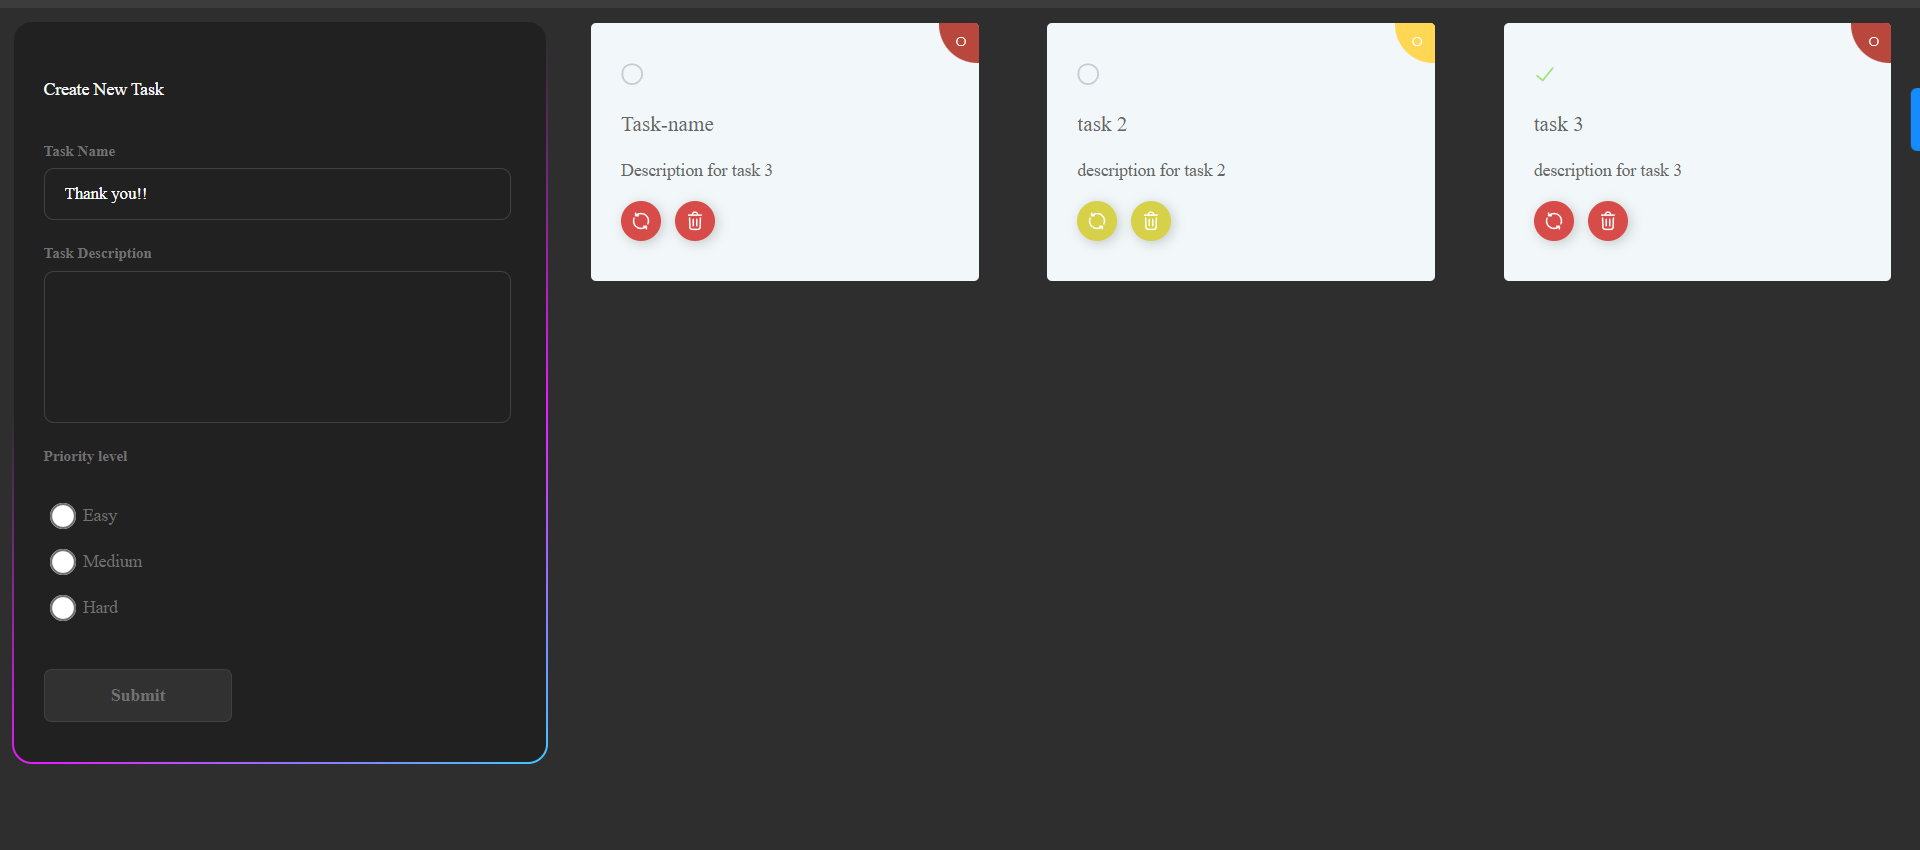 Create New Task
Task Name
Thank you!!
Task Description
Priority level
Easy
Medium
Hard
Submit
Task-name
Description for task 3
task 2
description for task 2
task 3
description for task 3